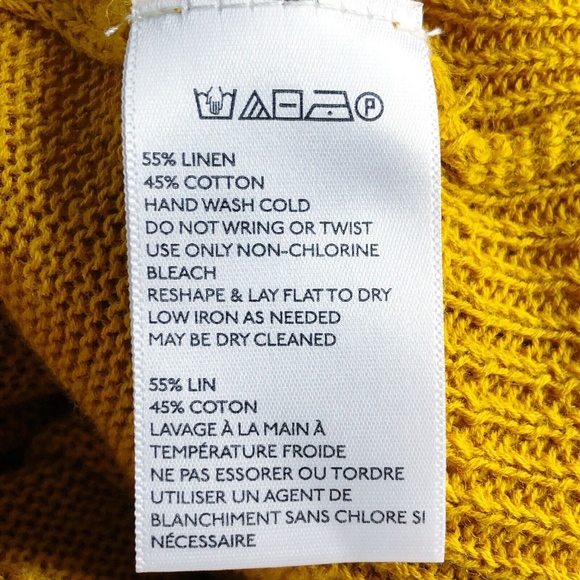 P
55% LINEN
45% COTTON
HAND WASH COLD
DO NOT WRING OR TWIST
USE ONLY NON-CHLORINE
BLEACH
RESHAPE & LAY FLAT TO DRY
LOW IRON AS NEEDED
MAY BE DRY CLEANED
55% LIN
45% COTON
LAVAGE À LA MAIN À
TEMPÉRATURE FROIDE
NE PAS ESSORER OU TORDRE
UTILISER UN AGENT DE
BLANCHIMENT SANS CHLORE SI
NÉCESSAIRE